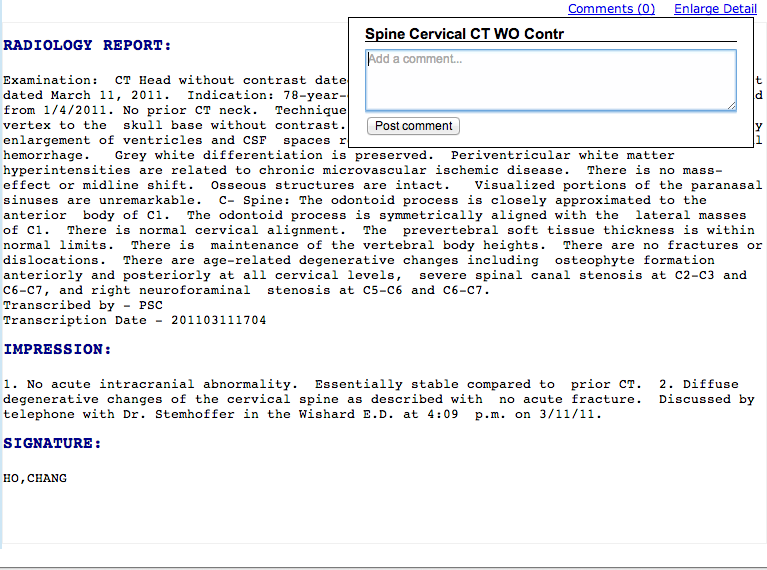 Comments (0) Enlarge Detail
Spine Cervical CT WO Contr
Add a comment...
Post comment
RADIOLOGY REPORT:
Examination: CT Head without contrast date
dated March 11, 2011. Indication: 78-year-
from 1/4/2011. No prior CT neck. Technique
vertex to the skull base without contrast.
enlargement of ventricles and CSF spaces r
hemorrhage. Grey white differentiation is preserved. Periventricular white matter
hyperintensities are related to chronic microvascular ischemic disease. There is no mass-
effect or midline shift. Osseous structures are intact. Visualized portions of the paranasal
sinuses are unremarkable. C- Spine: The odontoid process is closely approximated to the
anterior body of C1. The odontoid process is symmetrically aligned with the lateral masses
of C1. There is normal cervical alignment. The prevertebral soft tissue thickness is within
normal limits. There is maintenance of the vertebral body heights. There are no fractures or
dislocations. There are age-related degenerative changes including osteophyte formation
anteriorly and posteriorly at all cervical levels, severe spinal canal stenosis at C2-C3 and
C6-C7, and right neuroforaminal stenosis at C5-C6 and C6-C7.
Transcribed by - PSC
Transcription Date - 201103111704
IMPRESSION:
1. No acute intracranial abnormality. Essentially stable compared to prior CT. 2. Diffuse
degenerative changes of the cervical spine as described with no acute fracture. Discussed by
telephone with Dr. Stemhoffer in the Wishard E.D. at 4:09 p.m. on 3/11/11.
SIGNATURE:
HO,CHANG